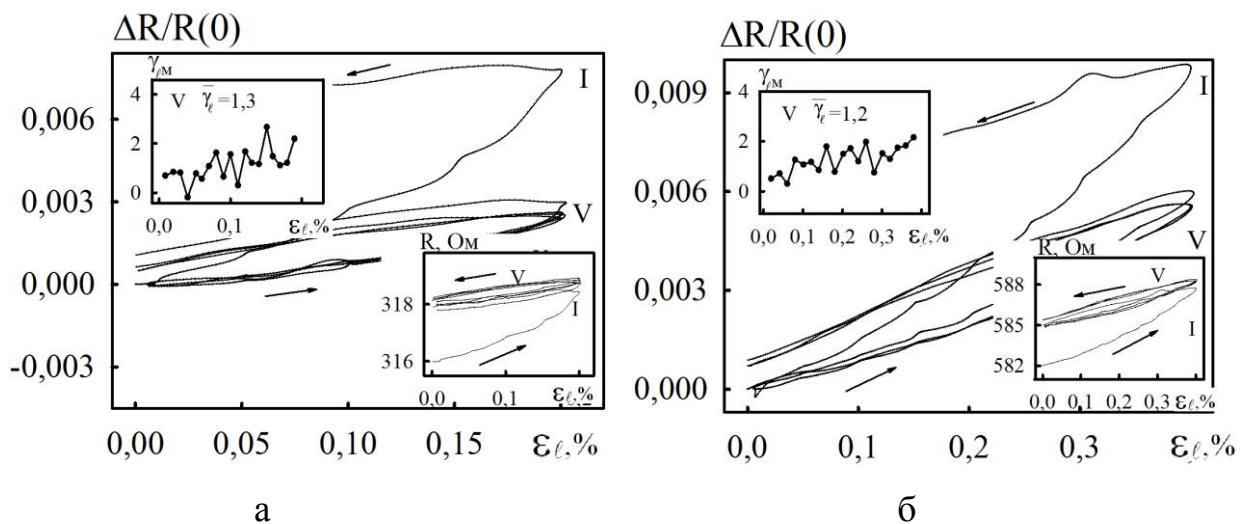 ΔR/R(0)
0,006
0,003
0,000
-0,003
0,00 0,05 0,10 0,15 εℓ,%
I
V
γℓм
4
2
0
V γ̅ℓ=1,3
0,0 0,1 εℓ,%
R, Ом
318
316
V
I
0,0 0,1 εℓ,%
а
ΔR/R(0)
0,009
0,006
0,003
0,000
0,0 0,1 0,2 0,3 εℓ,%
I
V
γℓм
4
2
0
V γ̅ℓ=1,2
0,0 0,1 0,2 0,3 εℓ,%
R, Ом
588
585
582
V
I
0,0 0,1 0,2 0,3 εℓ,%
б